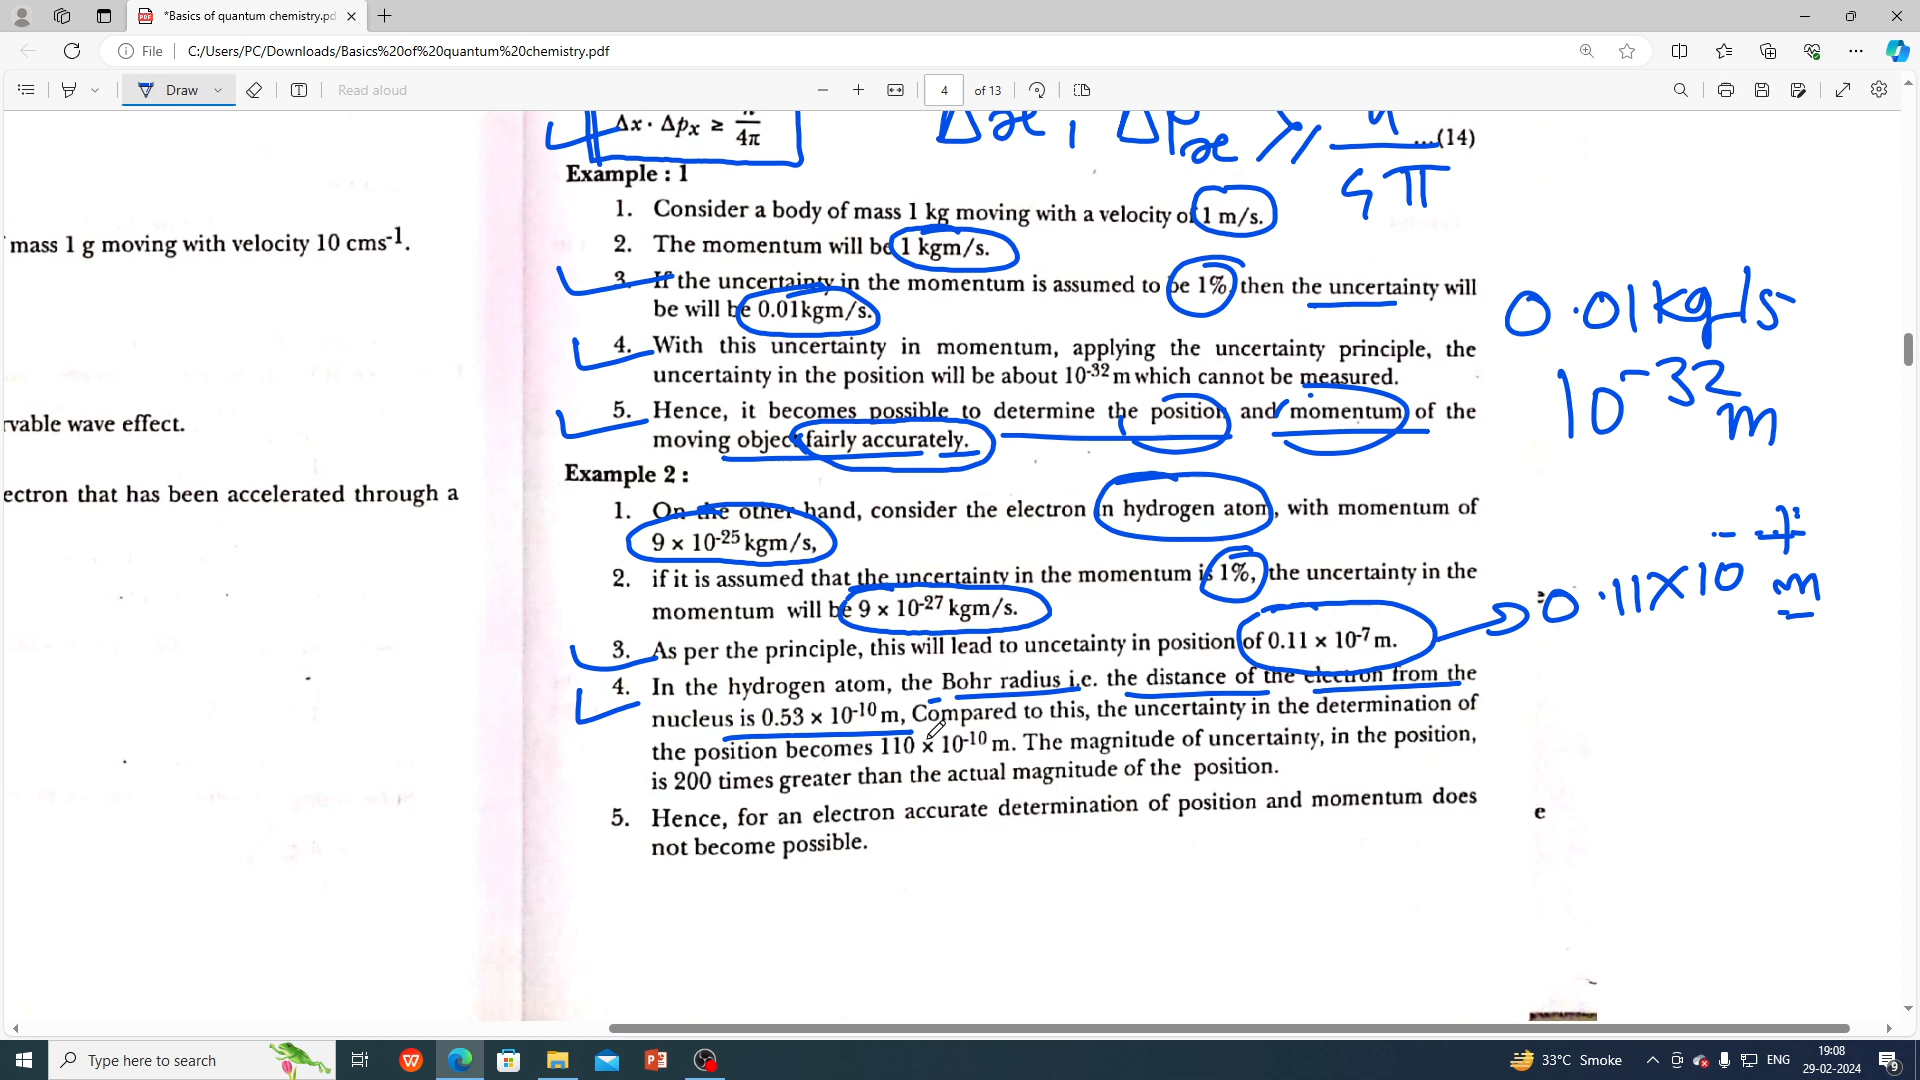 *Basics of quantum chemistry.pd
File
C:/Users/PC/Downloads/Basics%20of%20quantum%20chemistry.pdf
Draw
Read aloud
4
of 13
Δx · Δpx ≥ h/4π
Δx, Δpx ≥ h/4π
...(14)
Example : 1
1. Consider a body of mass 1 kg moving with a velocity of 1 m/s.
2. The momentum will be 1 kgm/s.
3. If the uncertainty in the momentum is assumed to be 1%, then the uncertainty will
be will be 0.01kgm/s.
4. With this uncertainty in momentum, applying the uncertainty principle, the
uncertainty in the position will be about 10⁻³² m which cannot be measured.
5. Hence, it becomes possible to determine the position and momentum of the
moving object fairly accurately.
0.01kg/s
10⁻³² m
mass 1 g moving with velocity 10 cms⁻¹.
rvable wave effect.
ectron that has been accelerated through a
Example 2 :
1. On the other hand, consider the electron in hydrogen atom, with momentum of
9 × 10⁻²⁵ kgm/s,
2. if it is assumed that the uncertainty in the momentum is 1%, the uncertainty in the
momentum will be 9 × 10⁻²⁷ kgm/s.
3. As per the principle, this will lead to uncetainty in position of 0.11 × 10⁻⁷ m.
0.11×10⁻⁷ m
4. In the hydrogen atom, the Bohr radius i.e. the distance of the electron from the
nucleus is 0.53 × 10⁻¹⁰ m, Compared to this, the uncertainty in the determination of
the position becomes 110 × 10⁻¹⁰ m. The magnitude of uncertainty, in the position,
is 200 times greater than the actual magnitude of the position.
5. Hence, for an electron accurate determination of position and momentum does
not become possible.
e
Type here to search
33°C Smoke
ENG
19:08
29-02-2024
9